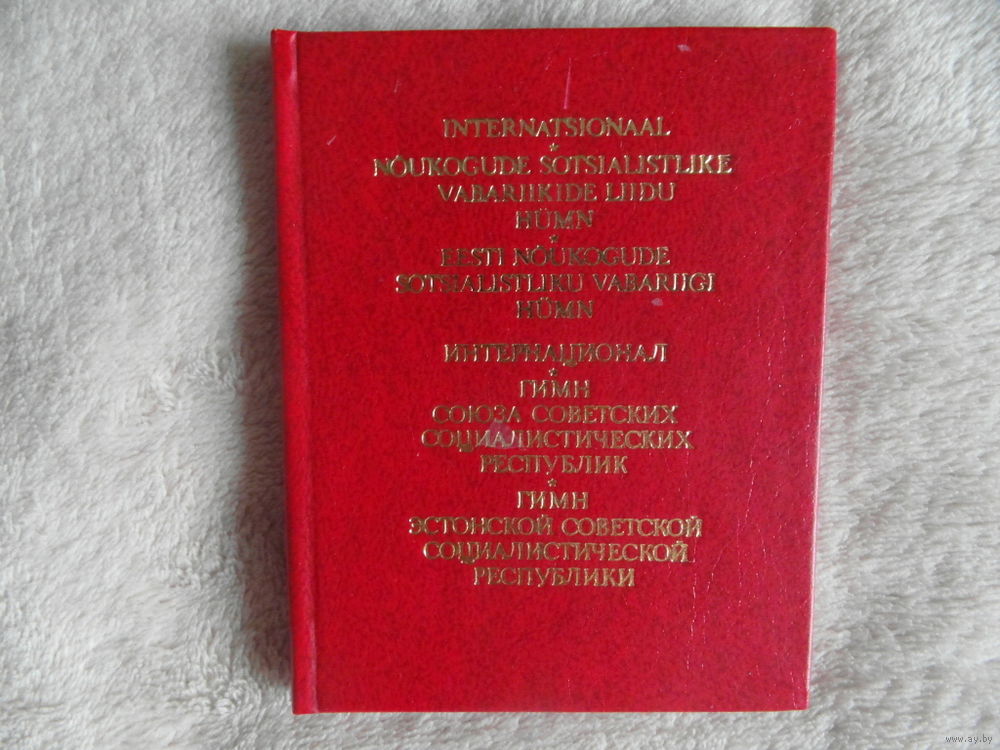 INTERNATSIONAAL
*
NÕUKOGUDE SOTSIALISTLIKE
VABARIIKIDE LIIDU
HÜMN
*
EESTI NÕUKOGUDE
SOTSIALISTLIKU VABARIIGI
HÜMN
ИНТЕРНАЦИОНАЛ
*
ГИМН
СОЮЗА СОВЕТСКИХ
СОЦИАЛИСТИЧЕСКИХ
РЕСПУБЛИК
*
ГИМН
ЭСТОНСКОЙ СОВЕТСКОЙ
СОЦИАЛИСТИЧЕСКОЙ
РЕСПУБЛИКИ
www.ay.by